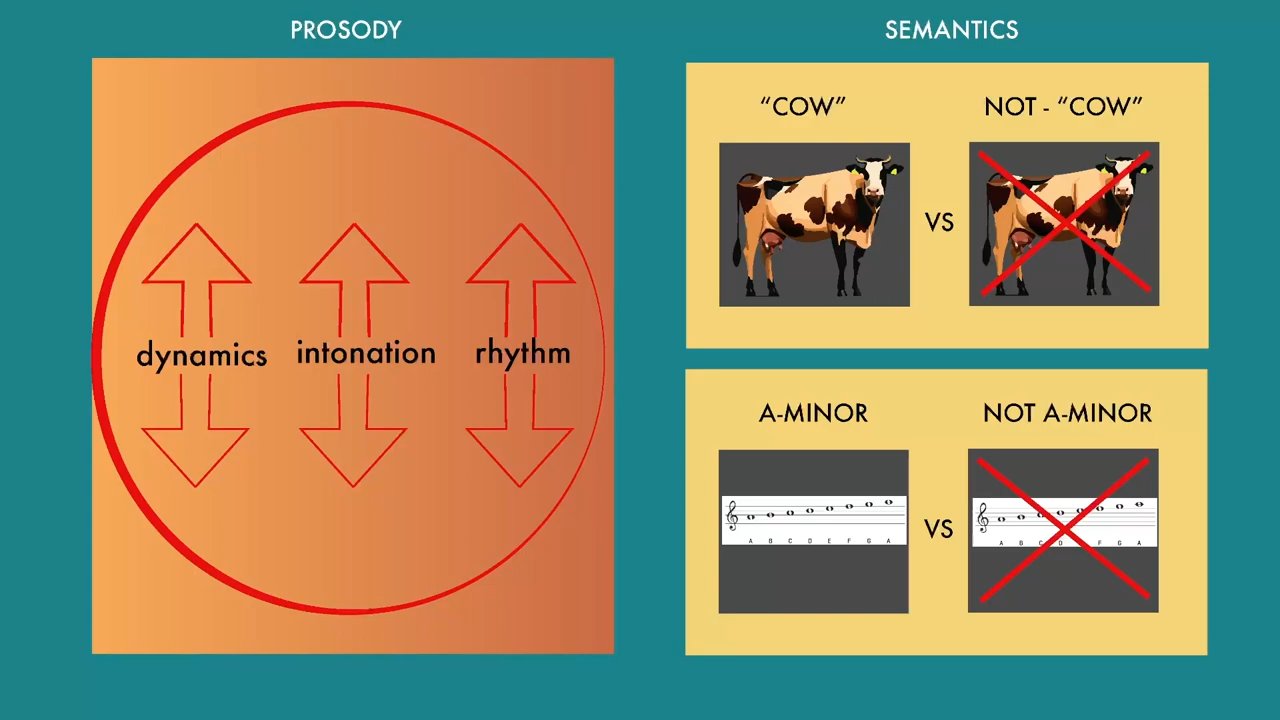 PROSODY
dynamics intonation rhythm
SEMANTICS
“COW” NOT - “COW”
VS
A-MINOR NOT A-MINOR
VS
A B C D E F G A
A B C D F G A